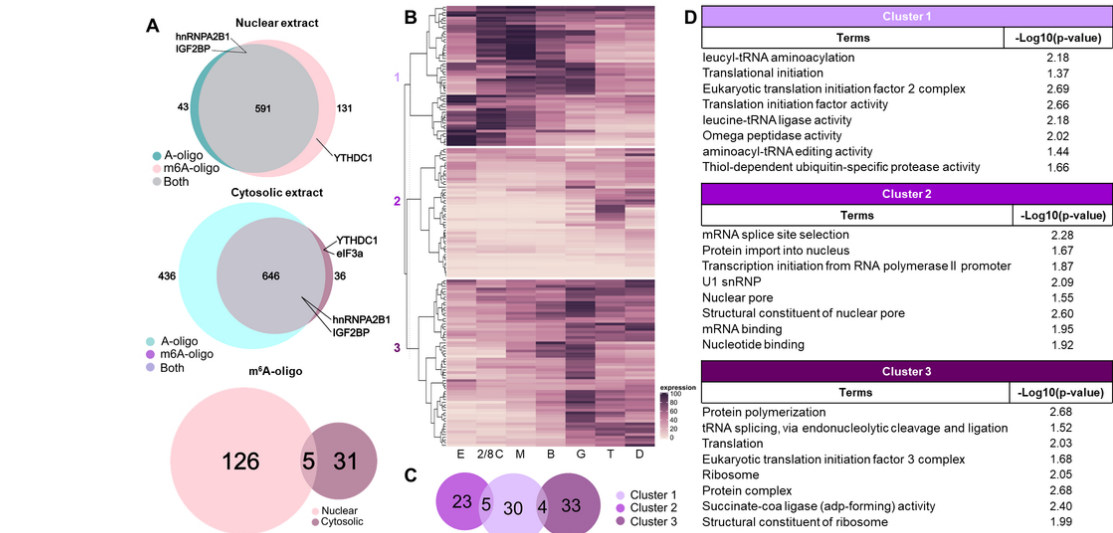 A
Nuclear extract
hnRNPA2B1
IGF2BP
43
591
131
YTHDC1
A-oligo
m6A-oligo
Both
Cytosolic extract
YTHDC1
eIF3a
436
646
36
hnRNPA2B1
IGF2BP
A-oligo
m6A-oligo
Both
m⁶A-oligo
126
5
31
Nuclear
Cytosolic
B
1
2
3
expression
100
80
60
40
20
0
E 2/8 C M B G T D
C
23
5
30
4
33
Cluster 1
Cluster 2
Cluster 3
D
Cluster 1
Terms -Log10(p-value)
leucyl-tRNA aminoacylation 2.18
Translational initiation 1.37
Eukaryotic translation initiation factor 2 complex 2.69
Translation initiation factor activity 2.66
leucine-tRNA ligase activity 2.18
Omega peptidase activity 2.02
aminoacyl-tRNA editing activity 1.44
Thiol-dependent ubiquitin-specific protease activity 1.66
Cluster 2
Terms -Log10(p-value)
mRNA splice site selection 2.28
Protein import into nucleus 1.67
Transcription initiation from RNA polymerase II promoter 1.87
U1 snRNP 2.09
Nuclear pore 1.55
Structural constituent of nuclear pore 2.60
mRNA binding 1.95
Nucleotide binding 1.92
Cluster 3
Terms -Log10(p-value)
Protein polymerization 2.68
tRNA splicing, via endonucleolytic cleavage and ligation 1.52
Translation 2.03
Eukaryotic translation initiation factor 3 complex 1.68
Ribosome 2.05
Protein complex 2.68
Succinate-coa ligase (adp-forming) activity 2.40
Structural constituent of ribosome 1.99